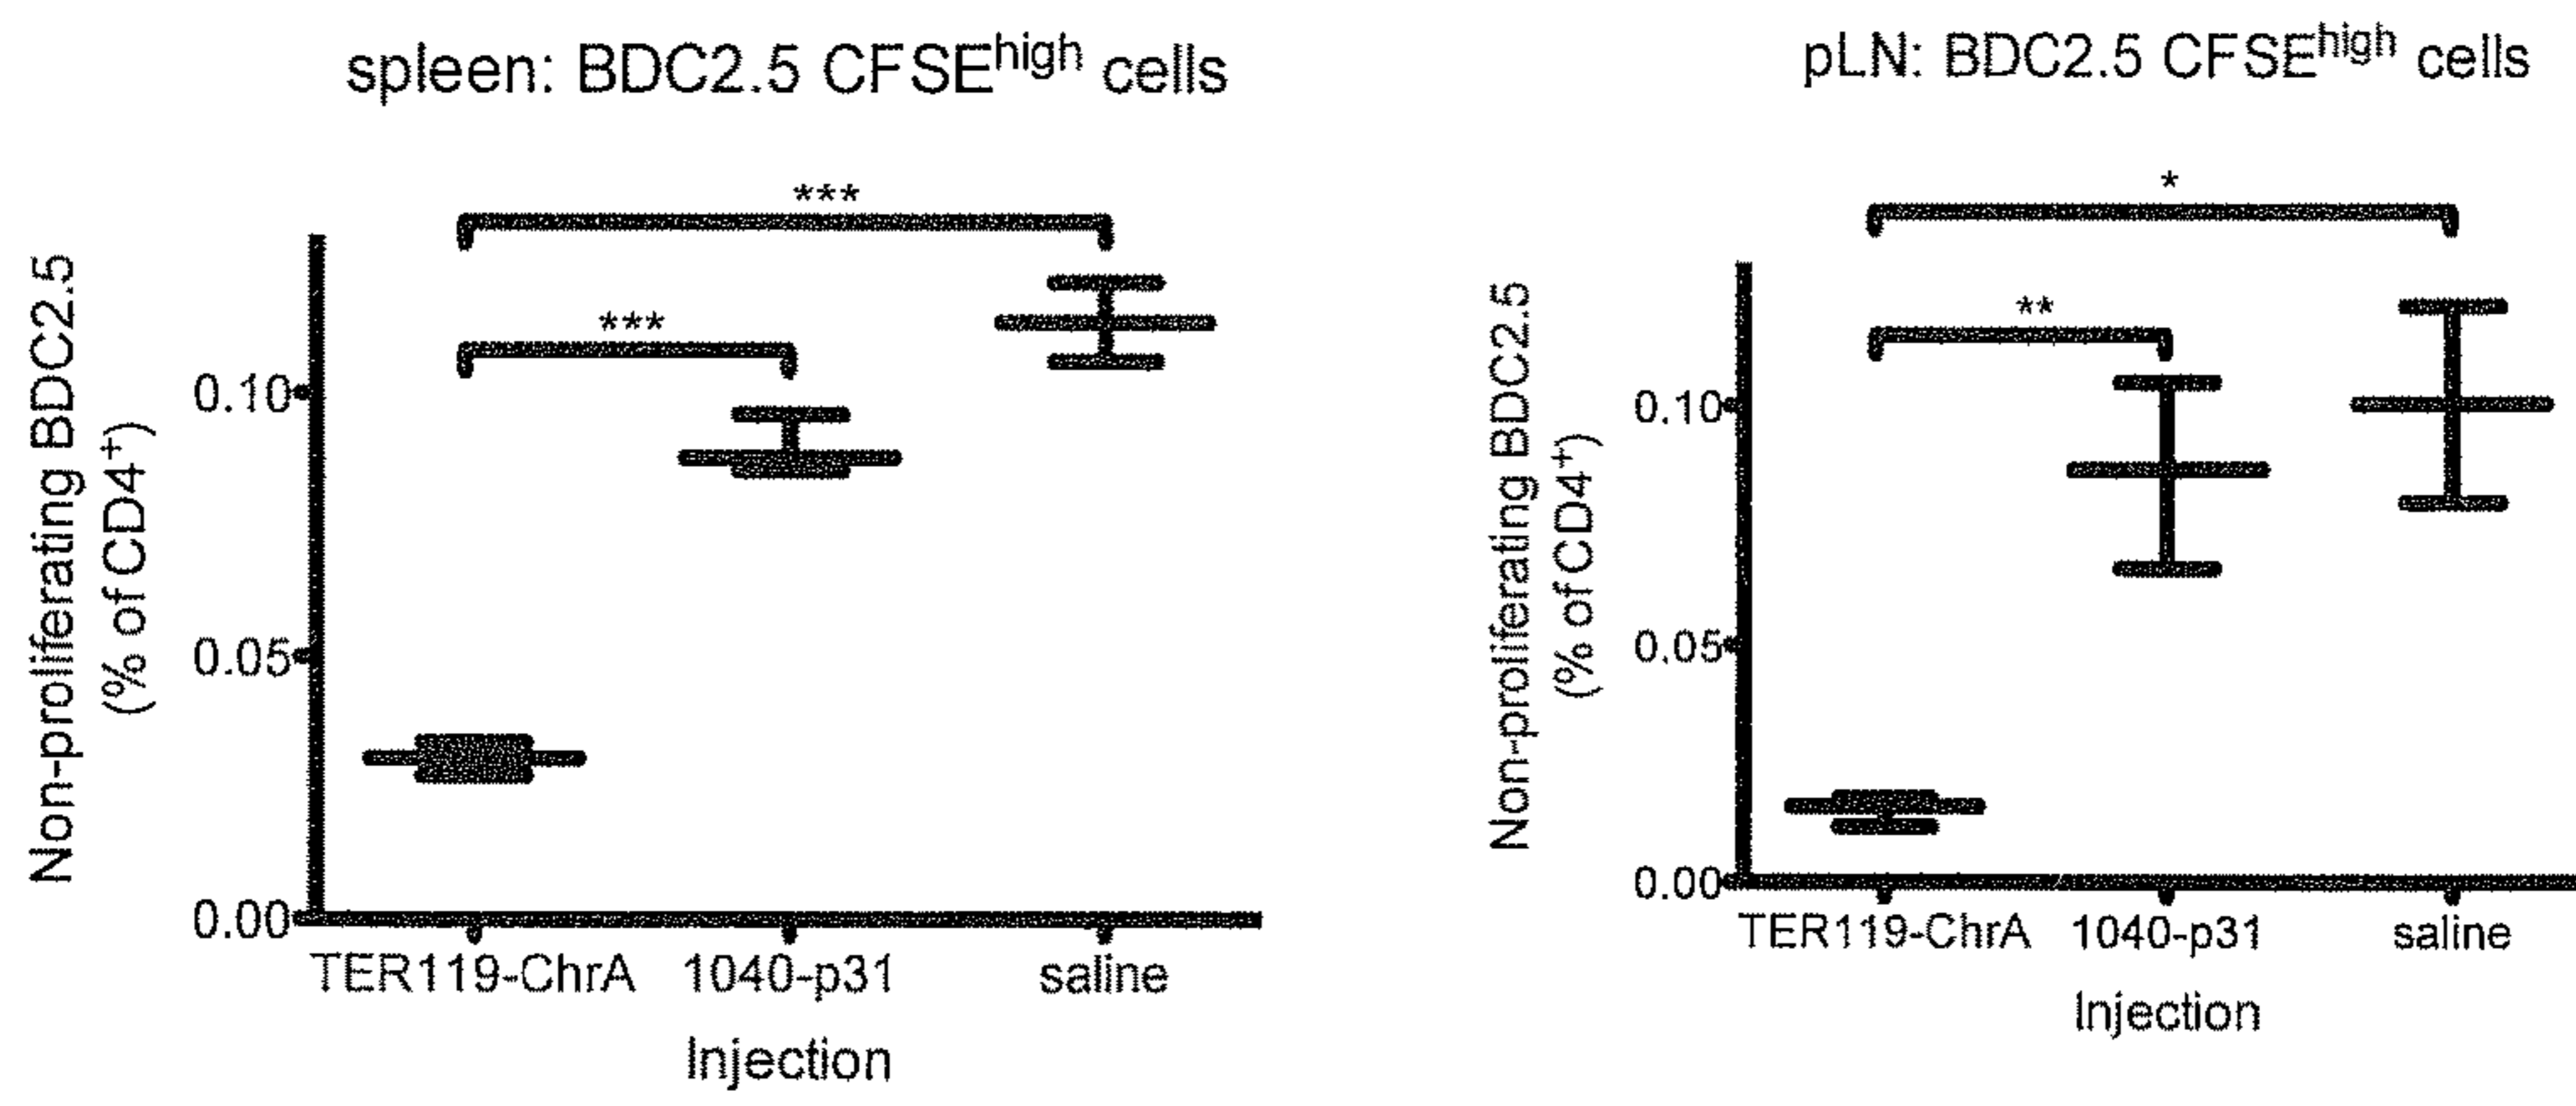 spleen: BDC2.5 CFSEhigh cells
***
***
Non-proliferating BDC2.5
(% of CD4+)
0.10
0.05
0.00
TER119-ChrA 1040-p31 saline
Injection
pLN: BDC2.5 CFSEhigh cells
*
**
Non-proliferating BDC2.5
(% of CD4+)
0.10
0.05
0.00
TER119-ChrA 1040-p31 saline
Injection